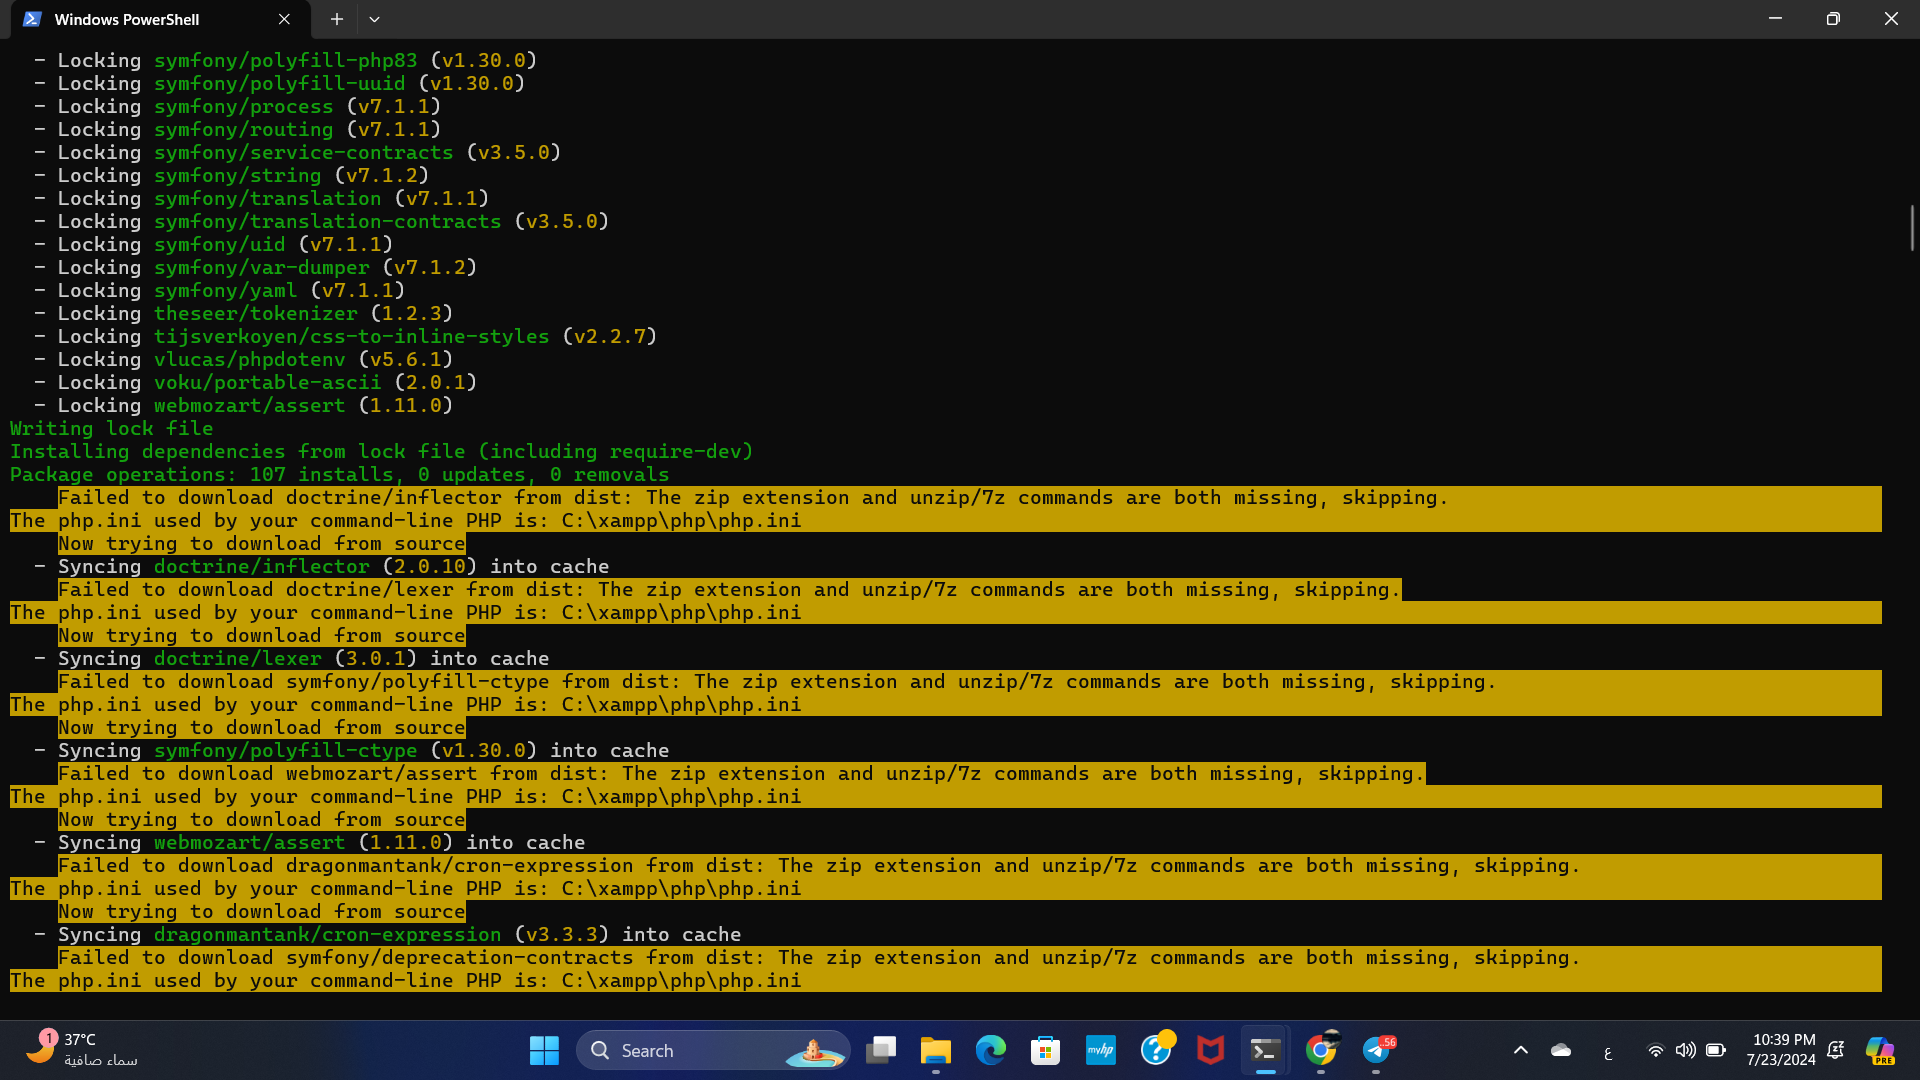 Windows PowerShell
- Locking symfony/polyfill-php83 (v1.30.0)
- Locking symfony/polyfill-uuid (v1.30.0)
- Locking symfony/process (v7.1.1)
- Locking symfony/routing (v7.1.1)
- Locking symfony/service-contracts (v3.5.0)
- Locking symfony/string (v7.1.2)
- Locking symfony/translation (v7.1.1)
- Locking symfony/translation-contracts (v3.5.0)
- Locking symfony/uid (v7.1.1)
- Locking symfony/var-dumper (v7.1.2)
- Locking symfony/yaml (v7.1.1)
- Locking theseer/tokenizer (1.2.3)
- Locking tijsverkoyen/css-to-inline-styles (v2.2.7)
- Locking vlucas/phpdotenv (v5.6.1)
- Locking voku/portable-ascii (2.0.1)
- Locking webmozart/assert (1.11.0)
Writing lock file
Installing dependencies from lock file (including require-dev)
Package operations: 107 installs, 0 updates, 0 removals
Failed to download doctrine/inflector from dist: The zip extension and unzip/7z commands are both missing, skipping.
The php.ini used by your command-line PHP is: C:\xampp\php\php.ini
Now trying to download from source
- Syncing doctrine/inflector (2.0.10) into cache
Failed to download doctrine/lexer from dist: The zip extension and unzip/7z commands are both missing, skipping.
The php.ini used by your command-line PHP is: C:\xampp\php\php.ini
Now trying to download from source
- Syncing doctrine/lexer (3.0.1) into cache
Failed to download symfony/polyfill-ctype from dist: The zip extension and unzip/7z commands are both missing, skipping.
The php.ini used by your command-line PHP is: C:\xampp\php\php.ini
Now trying to download from source
- Syncing symfony/polyfill-ctype (v1.30.0) into cache
Failed to download webmozart/assert from dist: The zip extension and unzip/7z commands are both missing, skipping.
The php.ini used by your command-line PHP is: C:\xampp\php\php.ini
Now trying to download from source
- Syncing webmozart/assert (1.11.0) into cache
Failed to download dragonmantank/cron-expression from dist: The zip extension and unzip/7z commands are both missing, skipping.
The php.ini used by your command-line PHP is: C:\xampp\php\php.ini
Now trying to download from source
- Syncing dragonmantank/cron-expression (v3.3.3) into cache
Failed to download symfony/deprecation-contracts from dist: The zip extension and unzip/7z commands are both missing, skipping.
The php.ini used by your command-line PHP is: C:\xampp\php\php.ini
1
37°C
سماء صافية
Search
myhp
56
ع
10:39 PM
7/23/2024
PRE